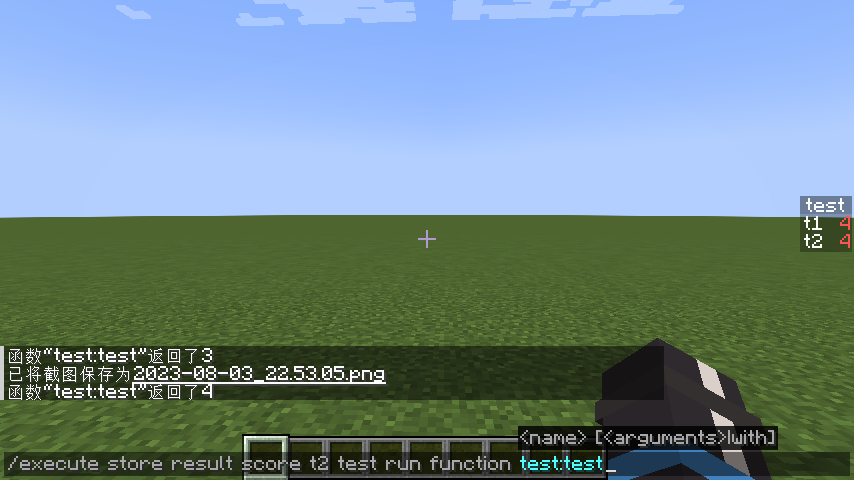 test
t1 4
t2 4
函数“test:test”返回了3
已将截图保存为2023-08-03_22.53.05.png
函数“test:test”返回了4
<name> [<arguments>|with]
/execute store result score t2 test run function test:test_